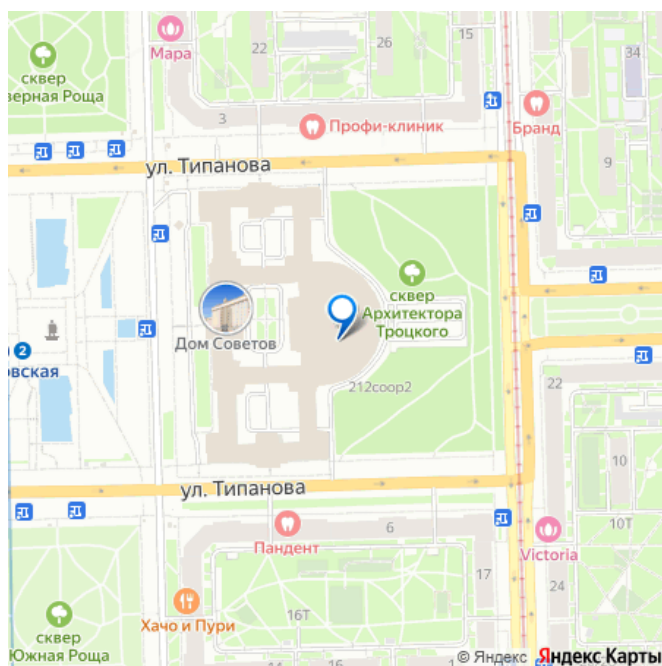 Мара
22
26
15
34
сквер
верная Роща
3
Профи-клиник
Бранд
9
ул. Типанова
сквер
Архитектора
Троцкого
Дом Советов
2
вская
212соор2
22
10
ул. Типанова
6
Пандент
10Т
Victoria
17
24
16Т
Хачо и Пури
сквер
Южная Роща
© Яндекс Яндекс Карты